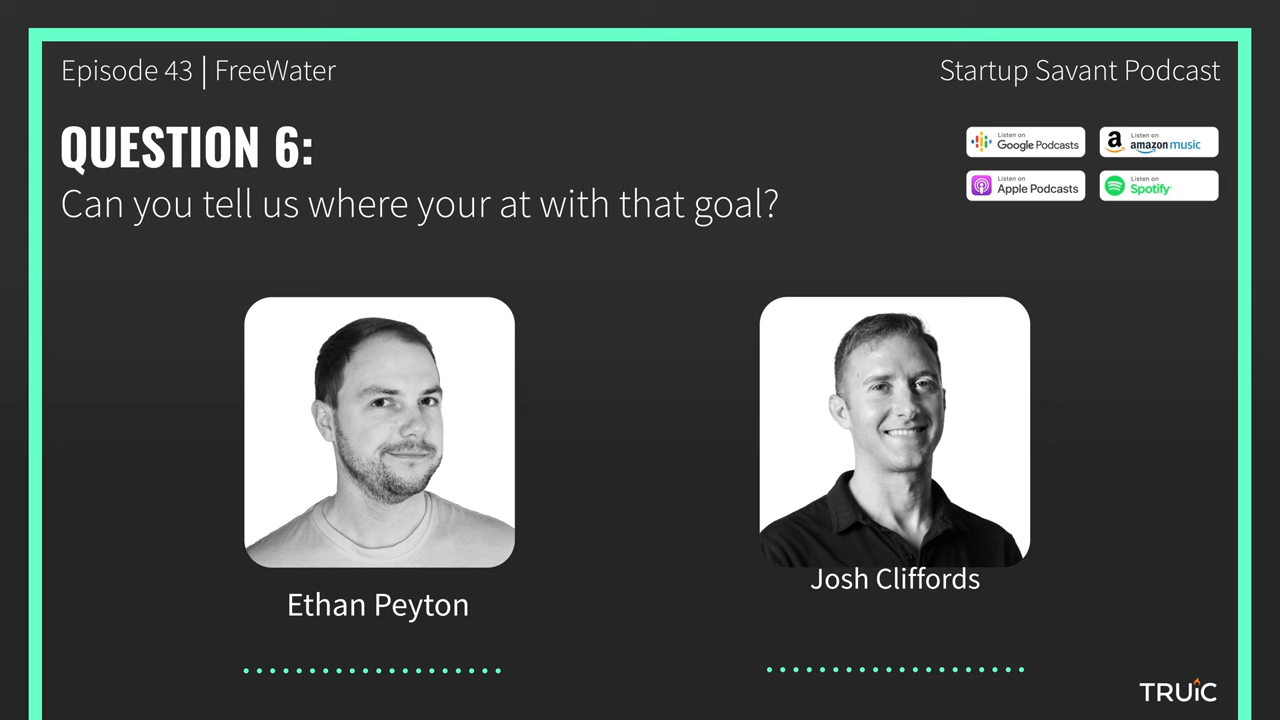 Episode 43 | FreeWater
Startup Savant Podcast
QUESTION 6:
Can you tell us where your at with that goal?
Listen on
Google Podcasts
Listen on
amazon music
Listen on
Apple Podcasts
Listen on
Spotify
Ethan Peyton
Josh Cliffords
TRUiC